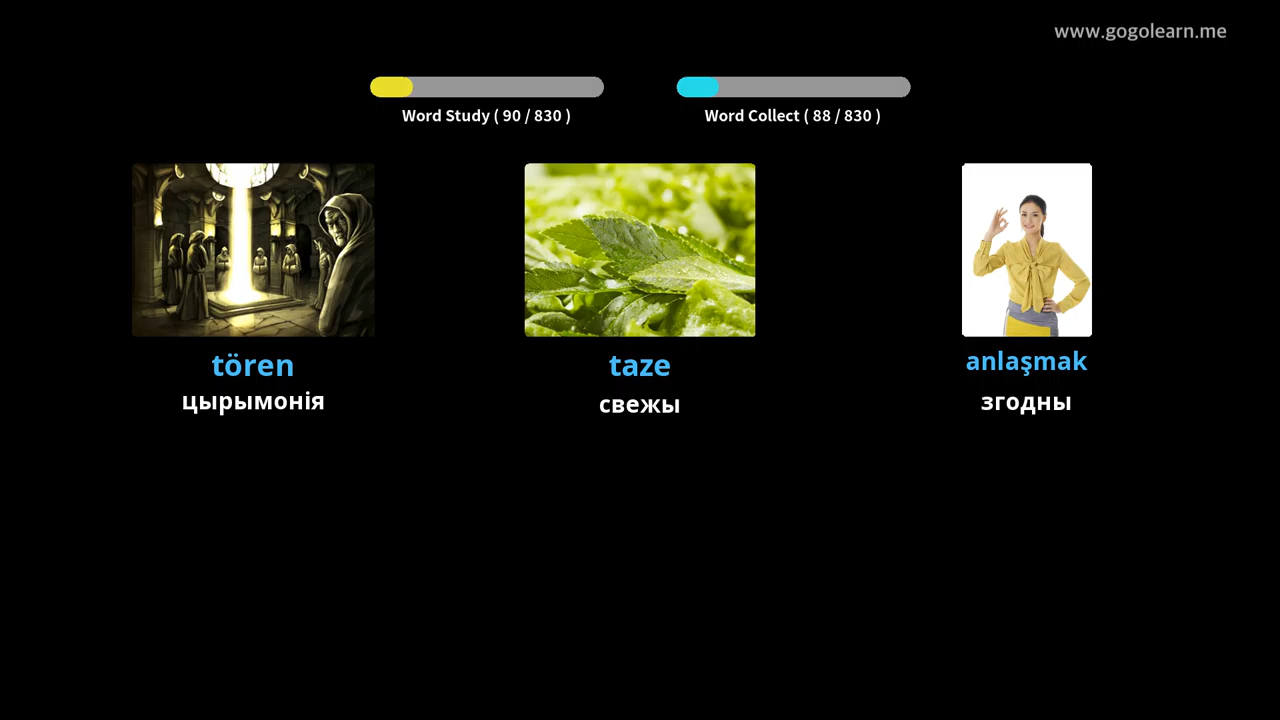 www.gogolearn.me
Word Study ( 90 / 830 )
Word Collect ( 88 / 830 )
tören
taze
anlaşmak
цырымонія
свежы
згодны